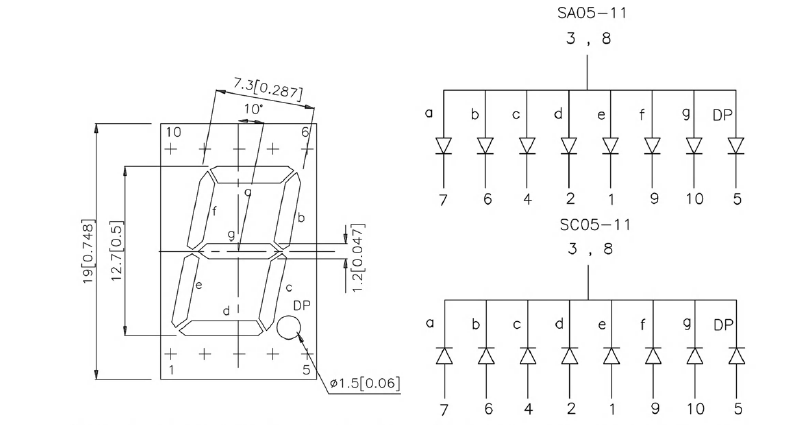 7.3[0.287]
10°
10 6
a
f b
g
19[0.748]
12.7[0.5]
1.2[0.047]
e c
d DP
1 5
ø1.5[0.06]
SA05-11
3 , 8
a b c d e f g DP
7 6 4 2 1 9 10 5
SC05-11
3 , 8
a b c d e f g DP
7 6 4 2 1 9 10 5